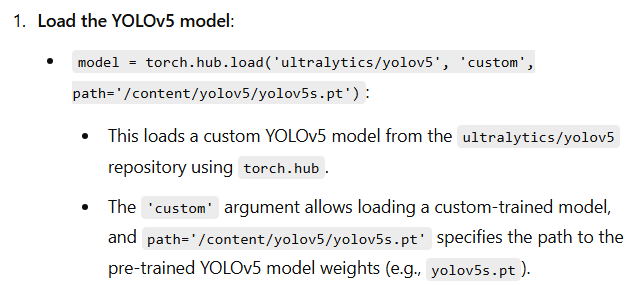 1. Load the YOLOv5 model:
• model = torch.hub.load('ultralytics/yolov5', 'custom',
path='/content/yolov5/yolov5s.pt'):
• This loads a custom YOLOv5 model from the ultralytics/yolov5
repository using torch.hub.
• The 'custom' argument allows loading a custom-trained model,
and path='/content/yolov5/yolov5s.pt' specifies the path to the
pre-trained YOLOv5 model weights (e.g., yolov5s.pt).